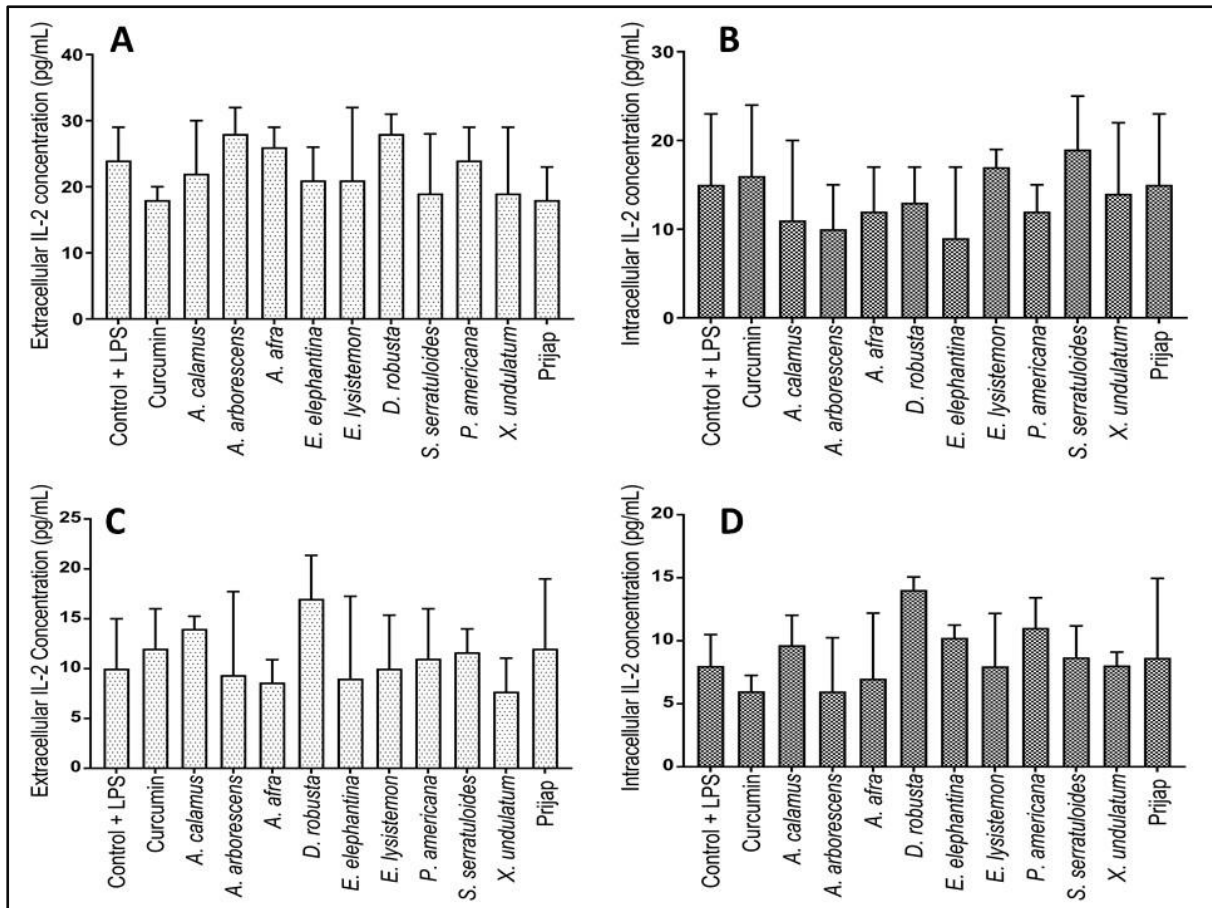 A
Extracellular IL-2 concentration (pg/mL)
40
30
20
10
0
Control + LPS
Curcumin
A. calamus
A. arborescens
A. afra
E. elephantina
E. lysistemon
D. robusta
S. serratuloides
P. americana
X. undulatum
Prijap
B
Intracellular IL-2 concentration (pg/mL)
30
20
10
0
Control + LPS
Curcumin
A. calamus
A. arborescens
A. afra
D. robusta
E. elephantina
E. lysistemon
P. americana
S. serratuloides
X. undulatum
Prijap
C
Extracellular IL-2 Concentration (pg/mL)
25
20
15
10
5
0
Control + LPS
Curcumin
A. calamus
A. arborescens
A. afra
D. robusta
E. elephantina
E. lysistemon
P. americana
S. serratuloides
X. undulatum
Prijap
D
Intracellular IL-2 concentration (pg/mL)
20
15
10
5
0
Control + LPS
Curcumin
A. calamus
A. arborescens
A. afra
D. robusta
E. elephantina
E. lysistemon
P. americana
S. serratuloides
X. undulatum
Prijap